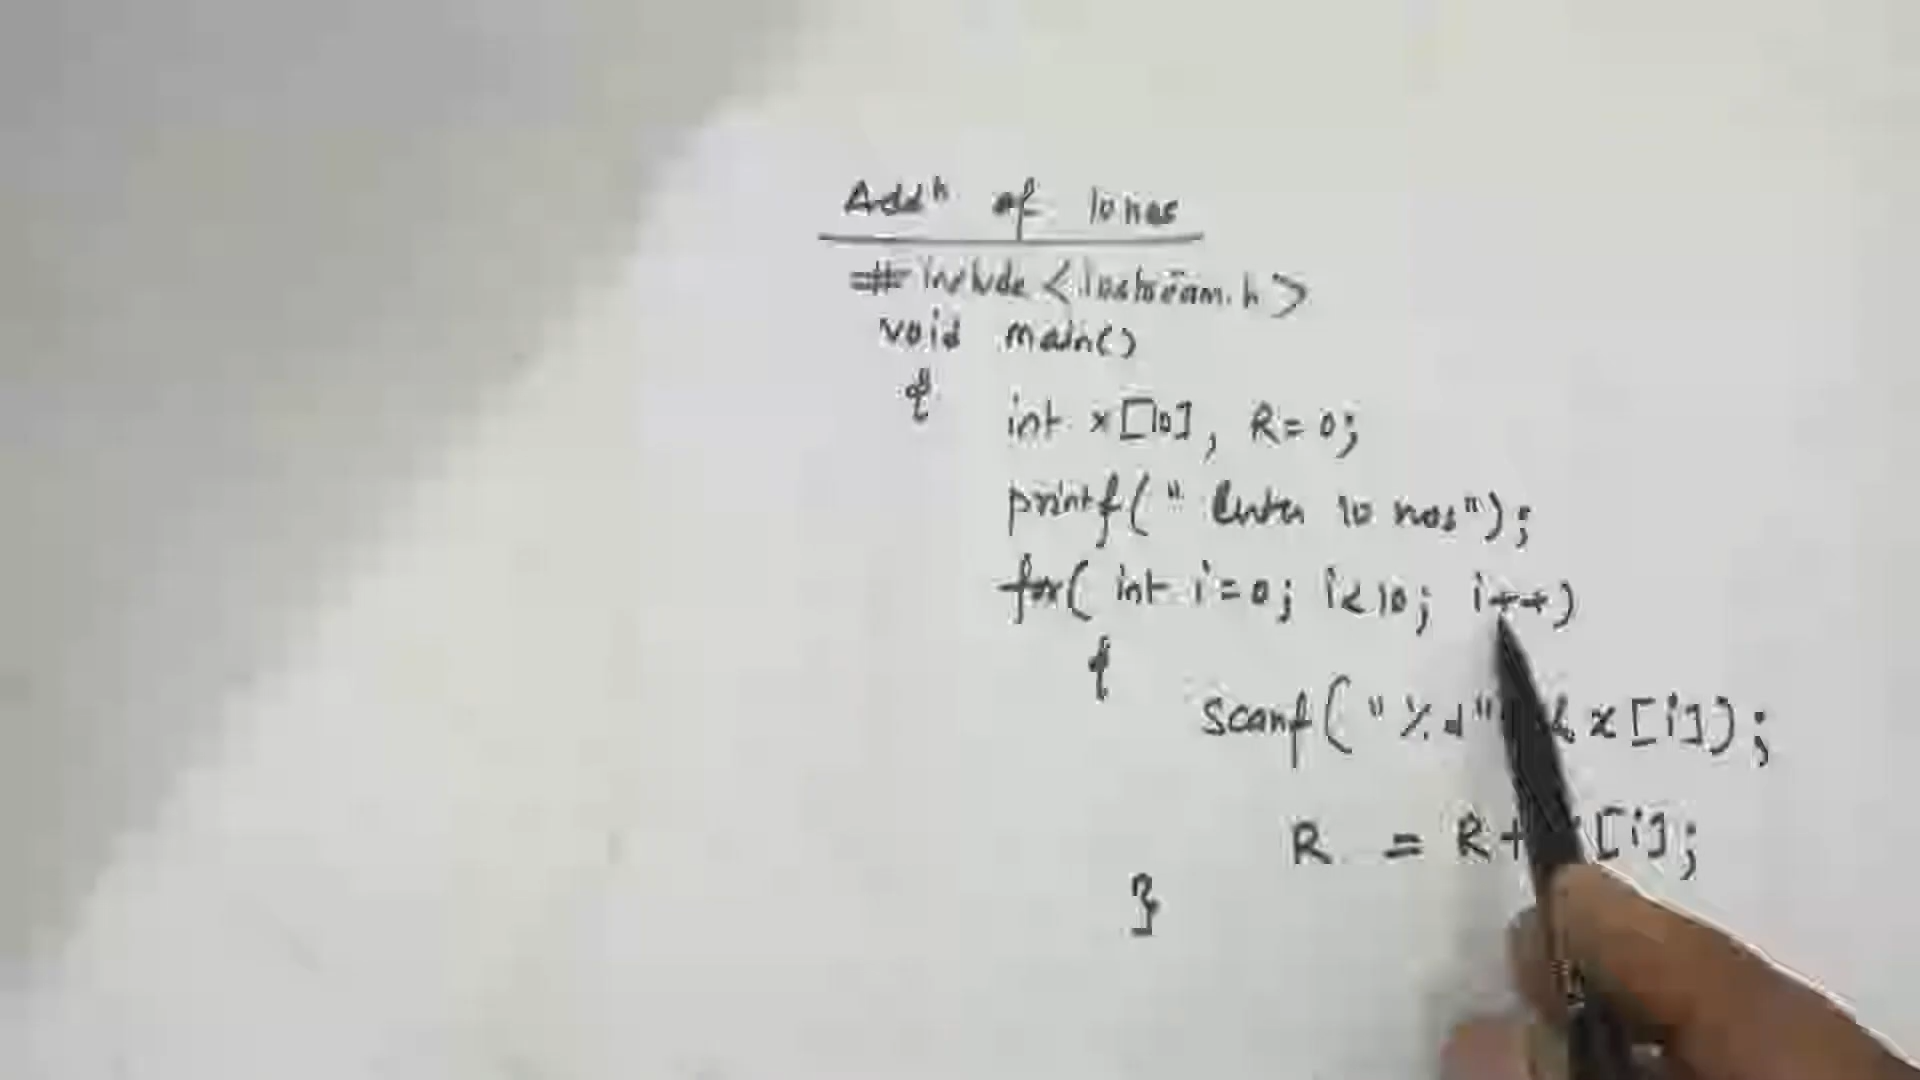 Addn of 10 nos
#include <iostream.h>
void main()
{
int x[10], R=0;
printf(" Enter 10 nos");
for( int i=0; i<10; i++)
{
scanf("%d" & x[i]);
R = R+ [i];
}